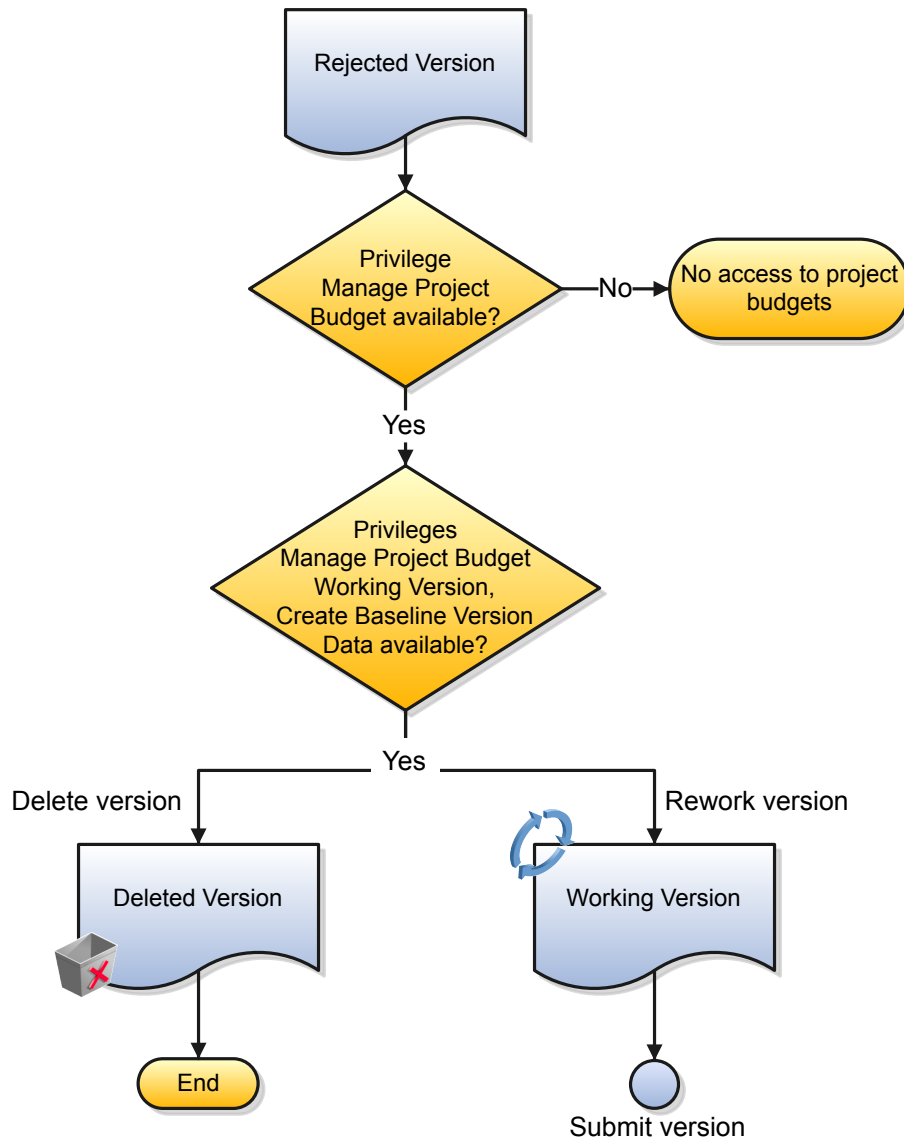 Rejected Version
Privilege
Manage Project
Budget available?
No
No access to project
budgets
Yes
Privileges
Manage Project Budget
Working Version,
Create Baseline Version
Data available?
Yes
Delete version
Rework version
Deleted Version
Working Version
End
Submit version